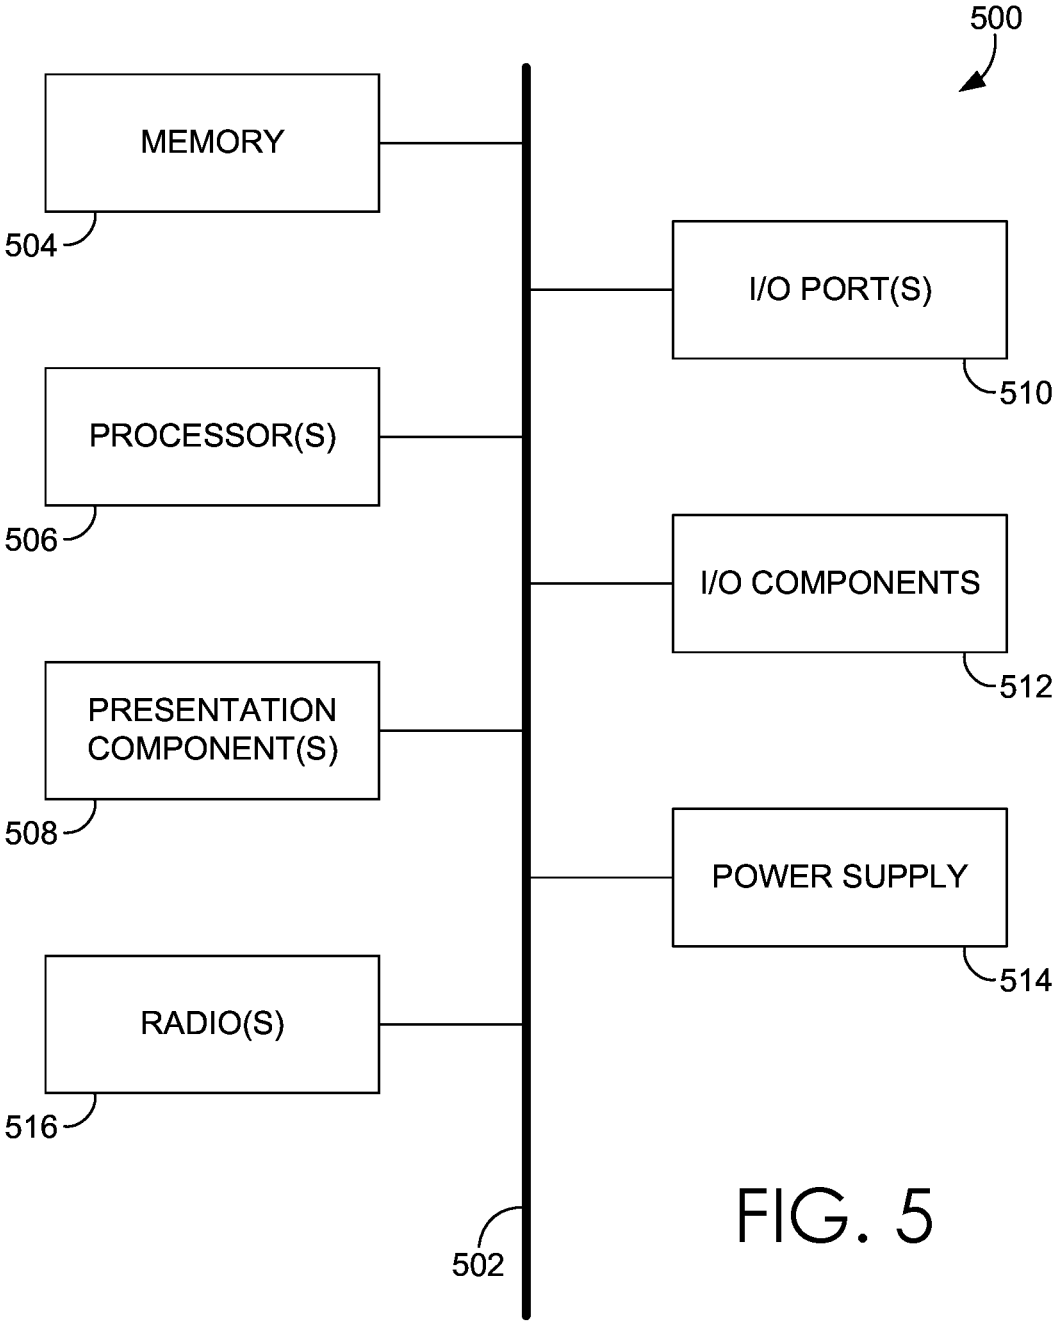 500
MEMORY
504
I/O PORT(S)
510
PROCESSOR(S)
506
I/O COMPONENTS
512
PRESENTATION
COMPONENT(S)
508
POWER SUPPLY
514
RADIO(S)
516
502
FIG. 5